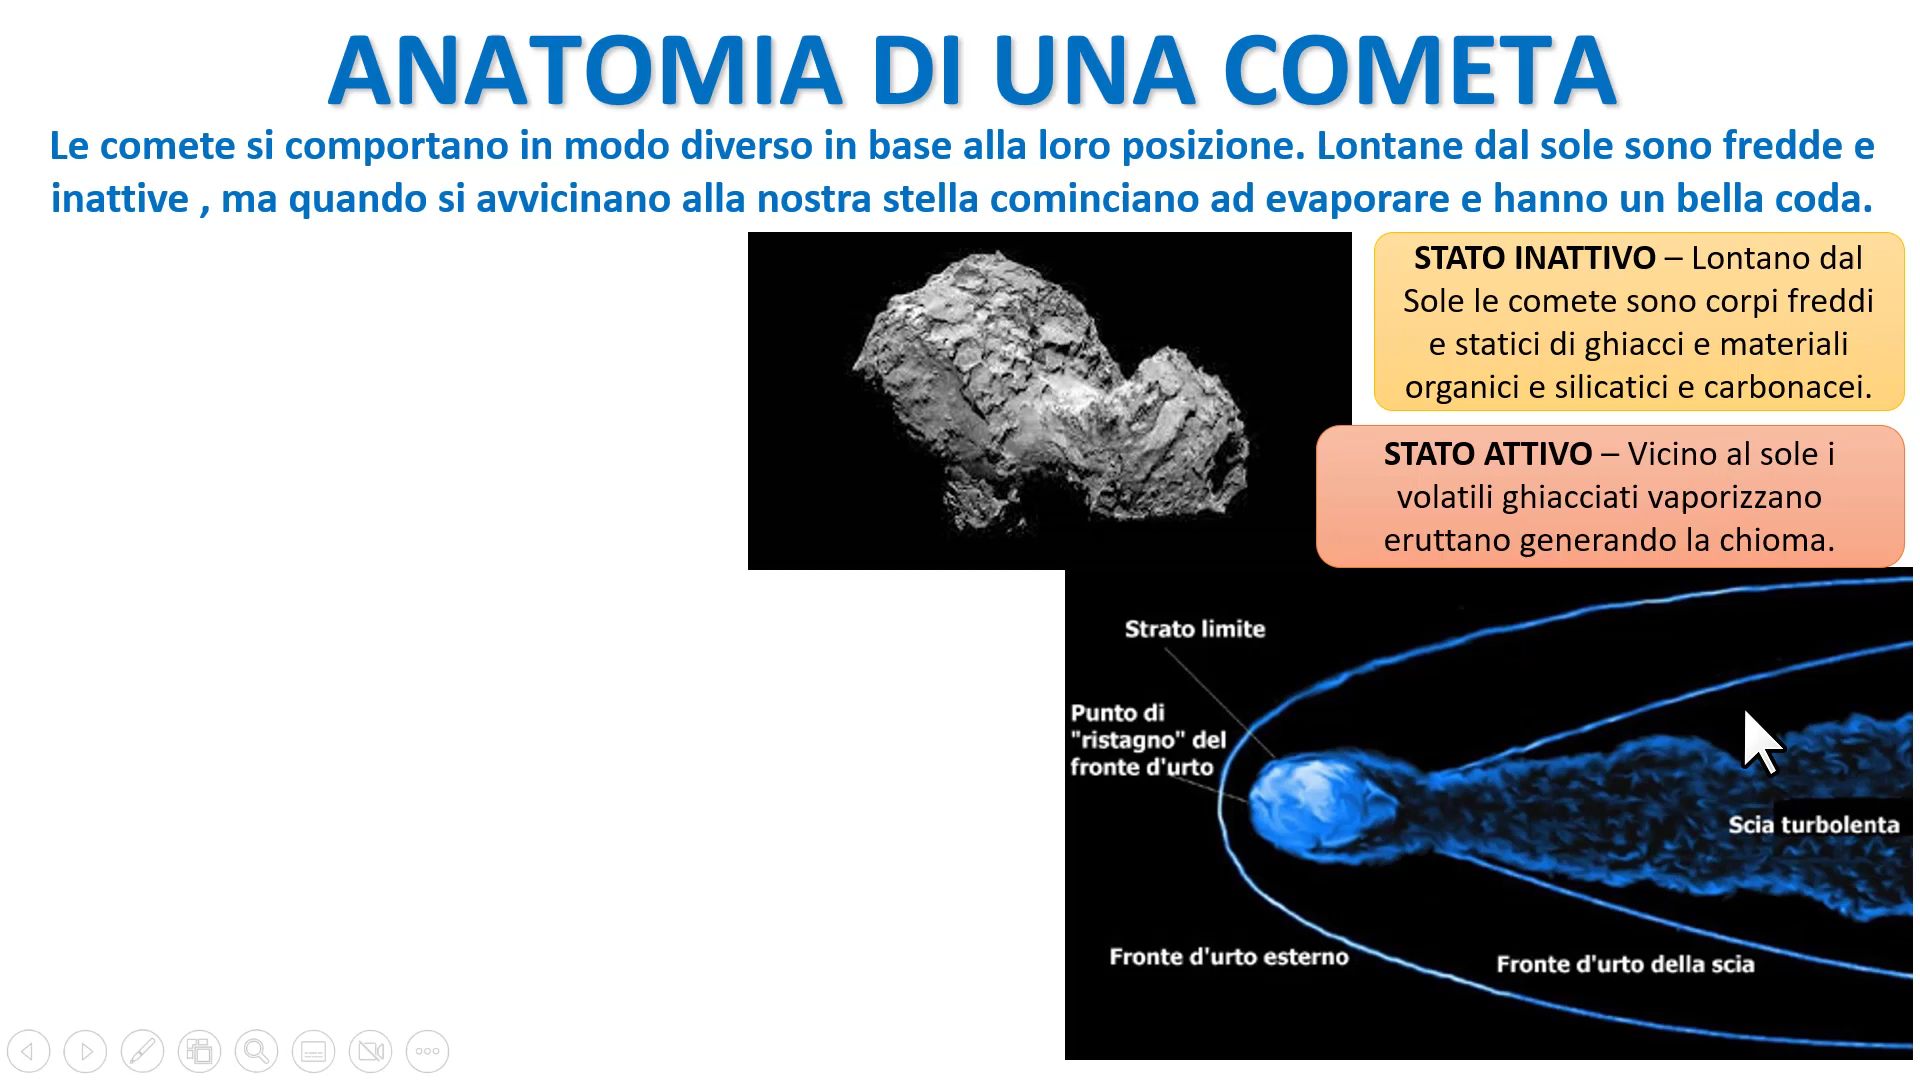 ANATOMIA DI UNA COMETA
Le comete si comportano in modo diverso in base alla loro posizione. Lontane dal sole sono fredde e
inattive , ma quando si avvicinano alla nostra stella cominciano ad evaporare e hanno un bella coda.
STATO INATTIVO – Lontano dal
Sole le comete sono corpi freddi
e statici di ghiacci e materiali
organici e silicatici e carbonacei.
STATO ATTIVO – Vicino al sole i
volatili ghiacciati vaporizzano
eruttano generando la chioma.
Strato limite
Punto di
"ristagno" del
fronte d'urto
Scia turbolenta
Fronte d'urto esterno
Fronte d'urto della scia